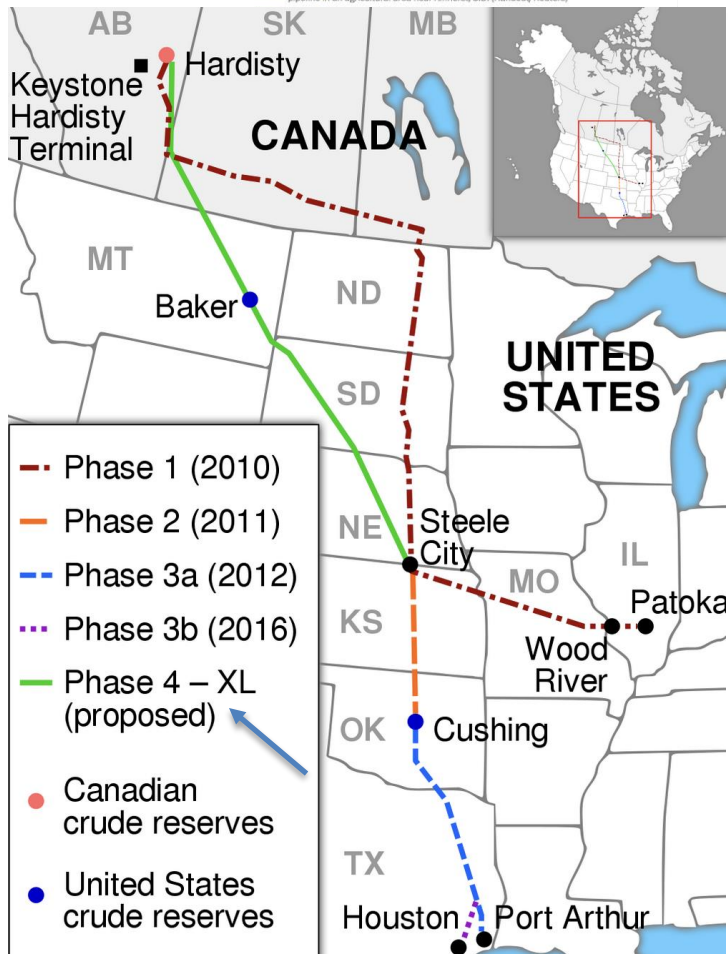 AB
SK
MB
Hardisty
Keystone
Hardisty
Terminal
CANADA
MT
ND
Baker
UNITED
STATES
SD
Phase 1 (2010)
Phase 2 (2011)
Phase 3a (2012)
Phase 3b (2016)
Phase 4 – XL
(proposed)
Canadian
crude reserves
United States
crude reserves
NE
Steele
City
IL
MO
Patoka
KS
Wood
River
OK
Cushing
TX
Houston
Port Arthur